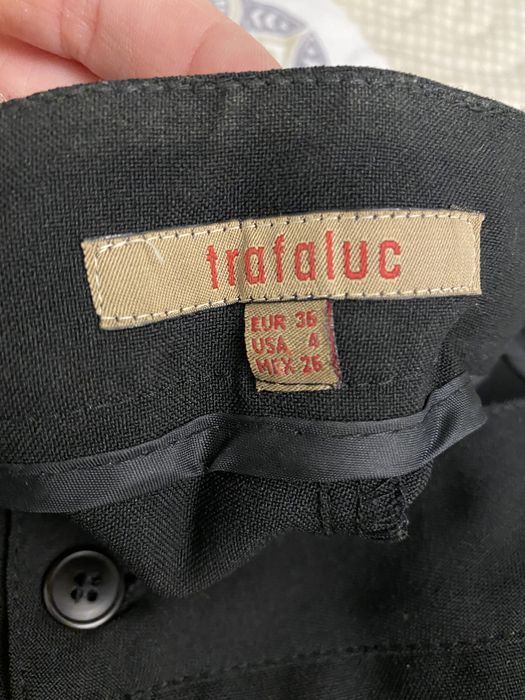 trafaluc
EUR 36
USA 4
MEX 26